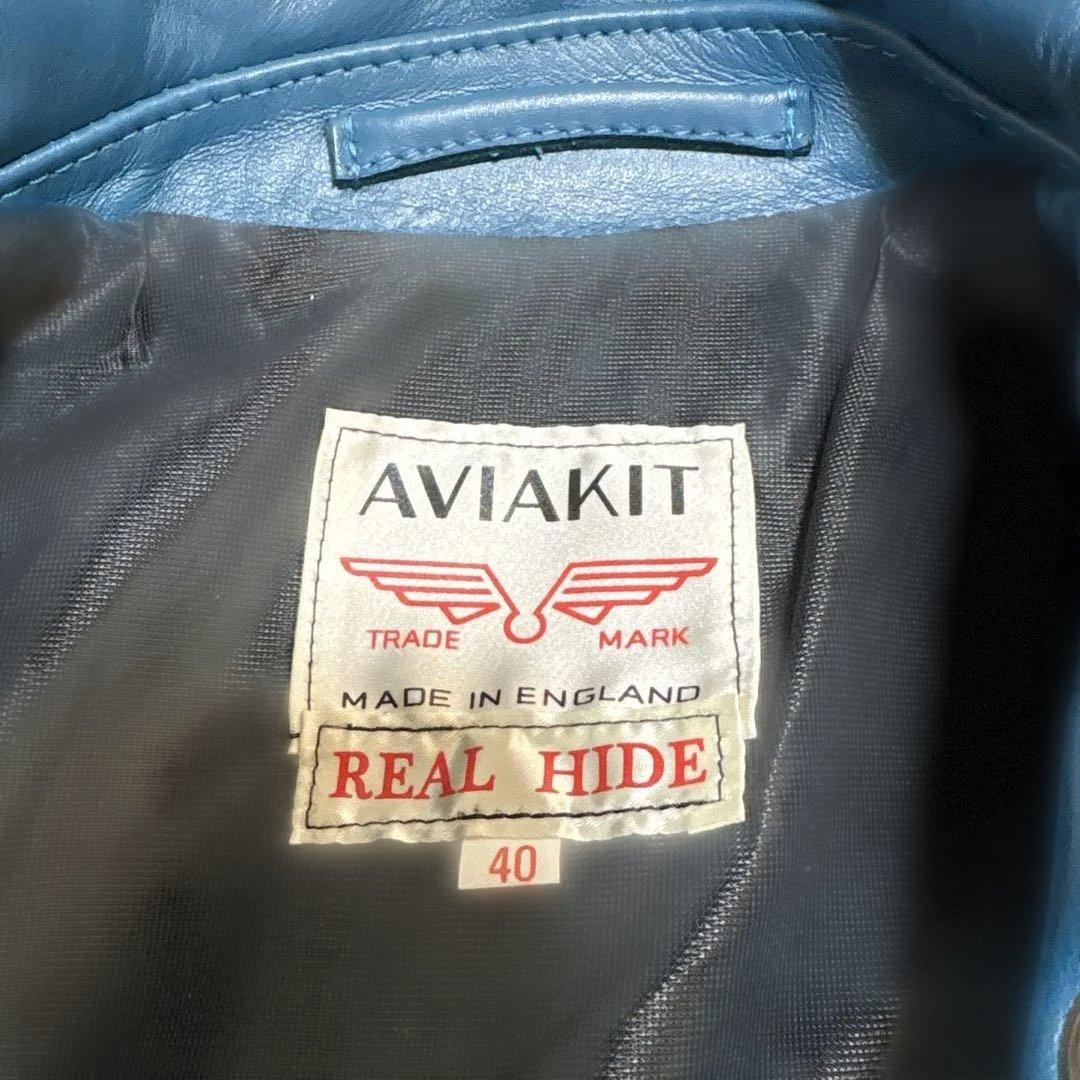 AVIAKIT
TRADE MARK
MADE IN ENGLAND
REAL HIDE
40